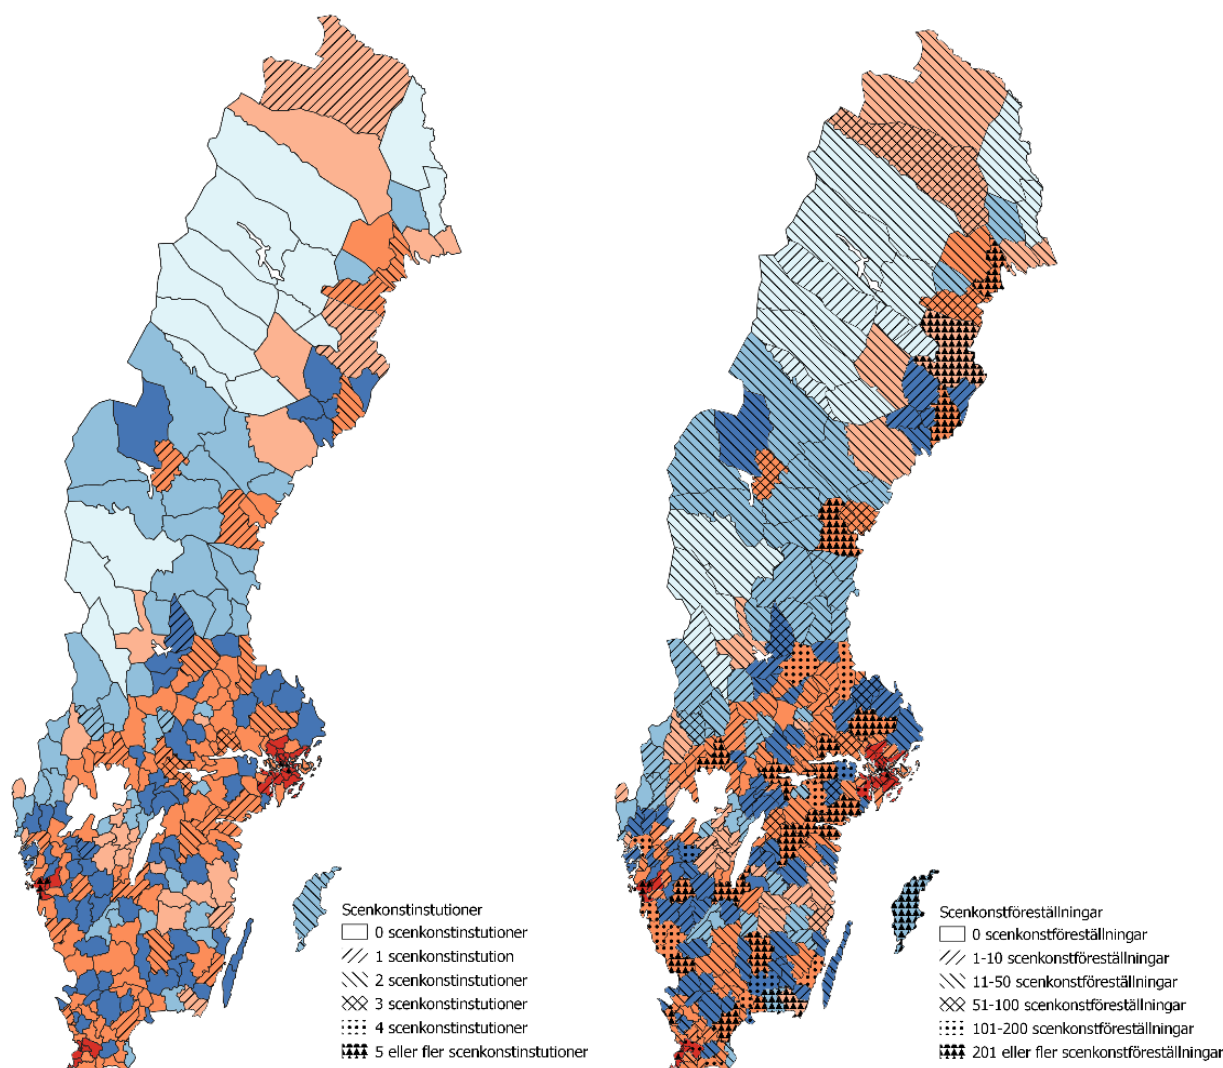 Scenkonstinstutioner
0 scenkonstinstutioner
1 scenkonstinstution
2 scenkonstinstutioner
3 scenkonstinstutioner
4 scenkonstinstutioner
5 eller fler scenkonstinstutioner
Scenkonstföreställningar
0 scenkonstföreställningar
1-10 scenkonstföreställningar
11-50 scenkonstföreställningar
51-100 scenkonstföreställningar
101-200 scenkonstföreställningar
201 eller fler scenkonstföreställningar